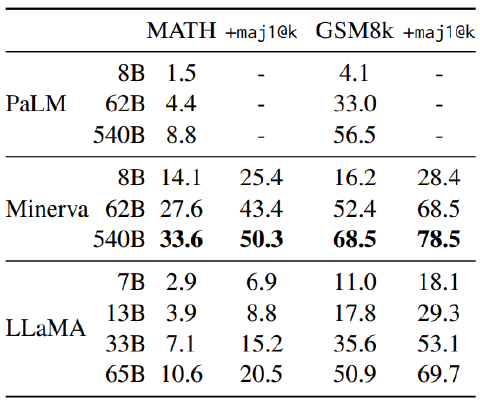 MATH +maj1@k GSM8k +maj1@k
8B 1.5 - 4.1 -
PaLM 62B 4.4 - 33.0 -
540B 8.8 - 56.5 -
8B 14.1 25.4 16.2 28.4
Minerva 62B 27.6 43.4 52.4 68.5
540B 33.6 50.3 68.5 78.5
7B 2.9 6.9 11.0 18.1
13B 3.9 8.8 17.8 29.3
LLaMA
33B 7.1 15.2 35.6 53.1
65B 10.6 20.5 50.9 69.7